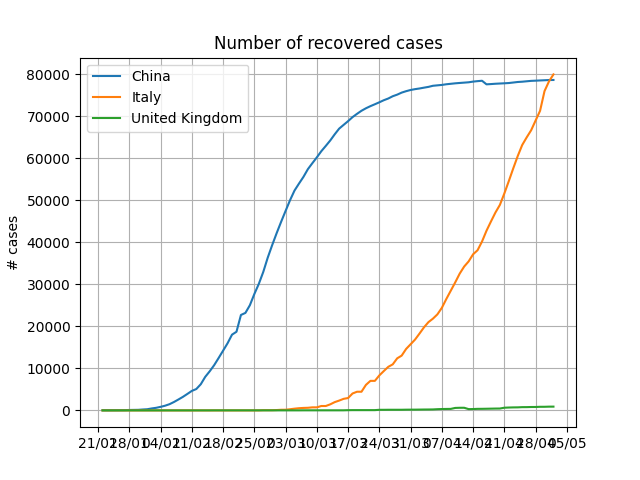 Number of recovered cases
China
Italy
United Kingdom
# cases
80000
70000
60000
50000
40000
30000
20000
10000
0
21/01 28/01 04/02 11/02 18/02 25/02 03/03 10/03 17/03 24/03 31/03 07/04 14/04 21/04 28/04 05/05